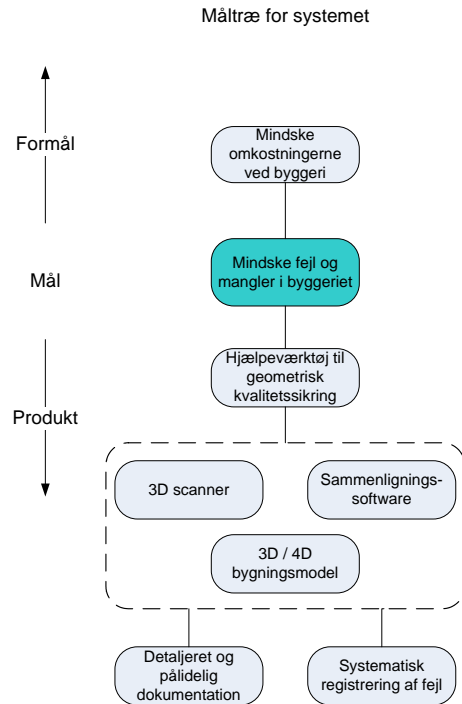 Måltræ for systemet
Formål
Mindske
omkostningerne
ved byggeri
Mål
Mindske fejl og
mangler i byggeriet
Hjælpeværktøj til
geometrisk
kvalitetssikring
Produkt
3D scanner
Sammenlignings-
software
3D / 4D
bygningsmodel
Detaljeret og
pålidelig
dokumentation
Systematisk
registrering af fejl